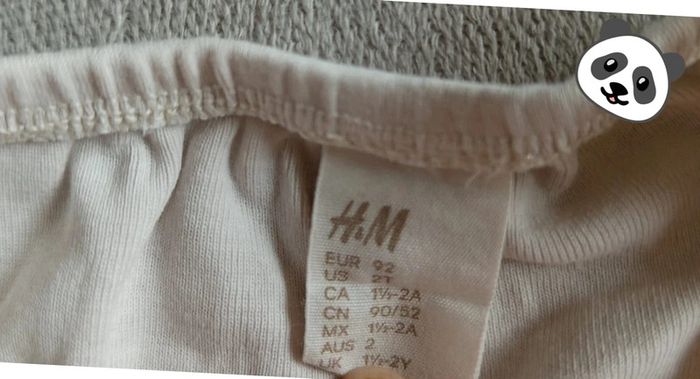 H&M
EUR 92
US 2T
CA 1½-2A
CN 90/52
MX 1½-2A
AUS 2
UK 1½-2Y